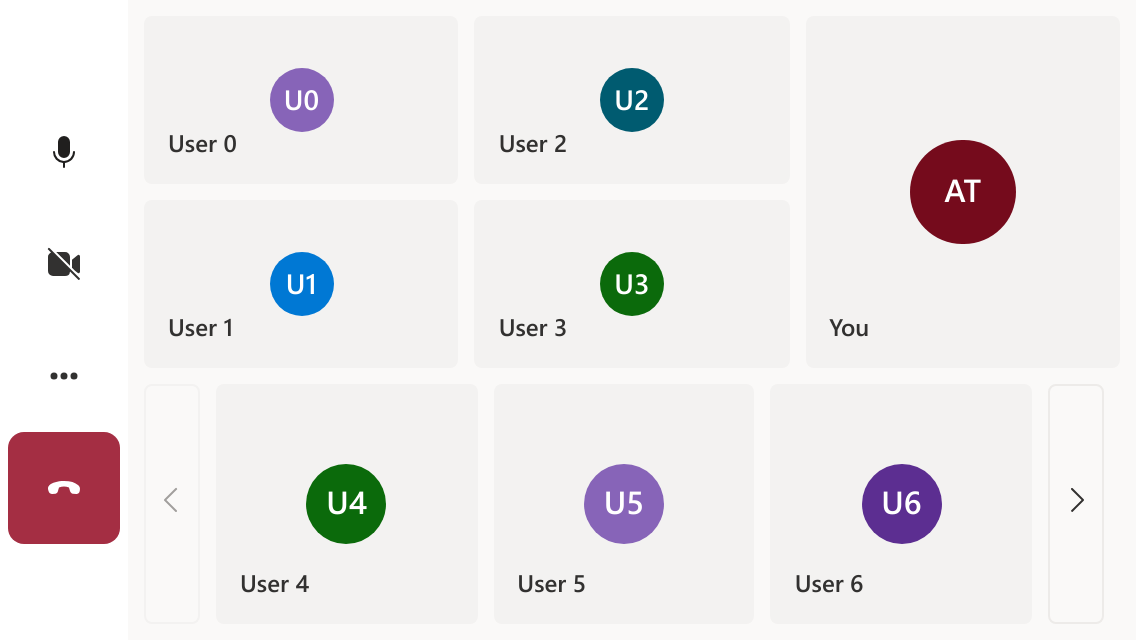 U0
User 0
U2
User 2
AT
You
U1
User 1
U3
User 3
U4
User 4
U5
User 5
U6
User 6